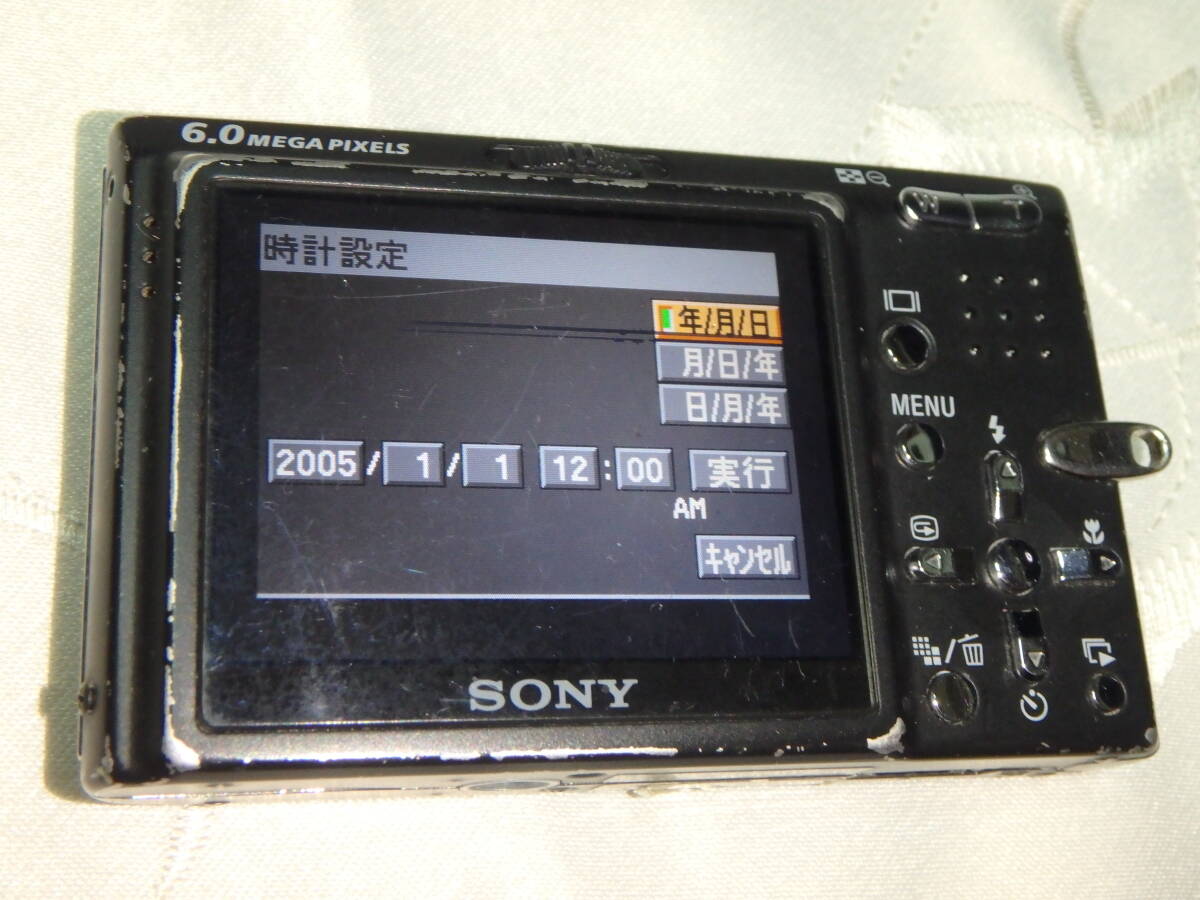 6.0 MEGA PIXELS
W T
時計設定
年/月/日
月/日/年
日/月/年
MENU
2005/ 1/ 1 12:00 実行
AM
キャンセル
SONY